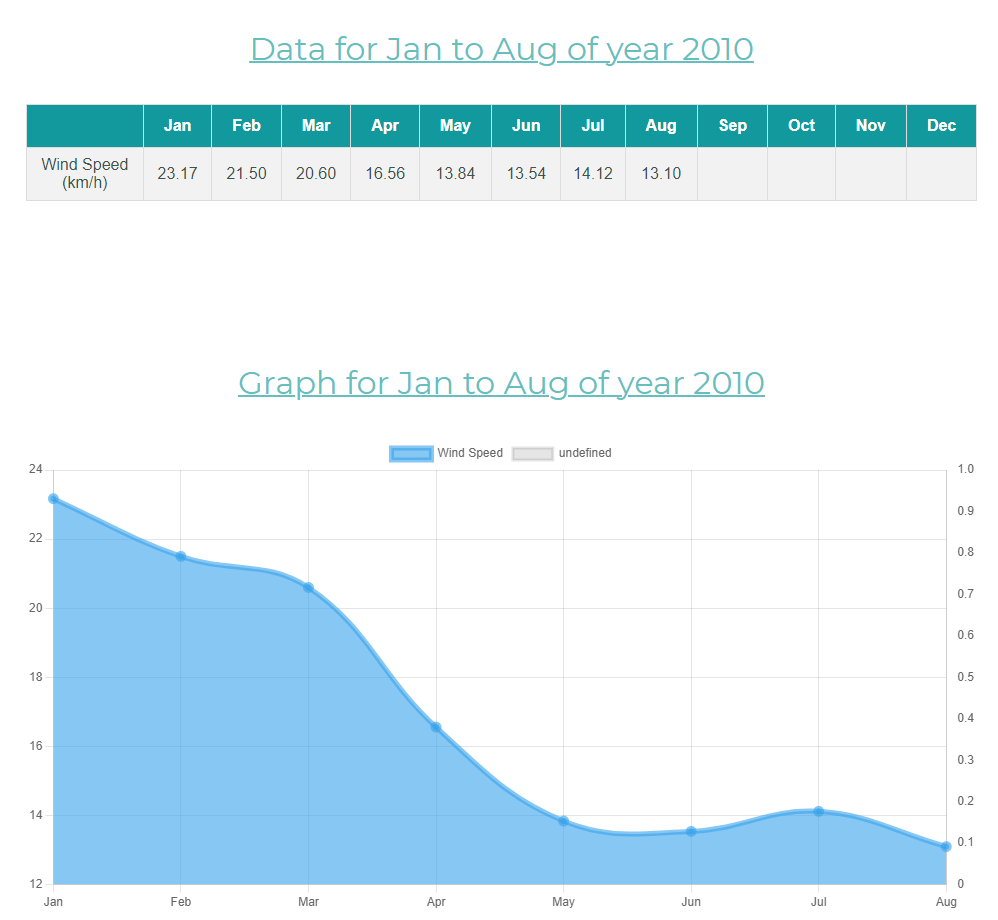 Data for Jan to Aug of year 2010
Jan Feb Mar Apr May Jun Jul Aug Sep Oct Nov Dec
Wind Speed
(km/h)
23.17 21.50 20.60 16.56 13.84 13.54 14.12 13.10
Graph for Jan to Aug of year 2010
Wind Speed undefined
24 1.0
0.9
22
0.8
0.7
20
0.6
18 0.5
0.4
16
0.3
0.2
14
0.1
12 0
Jan Feb Mar Apr May Jun Jul Aug